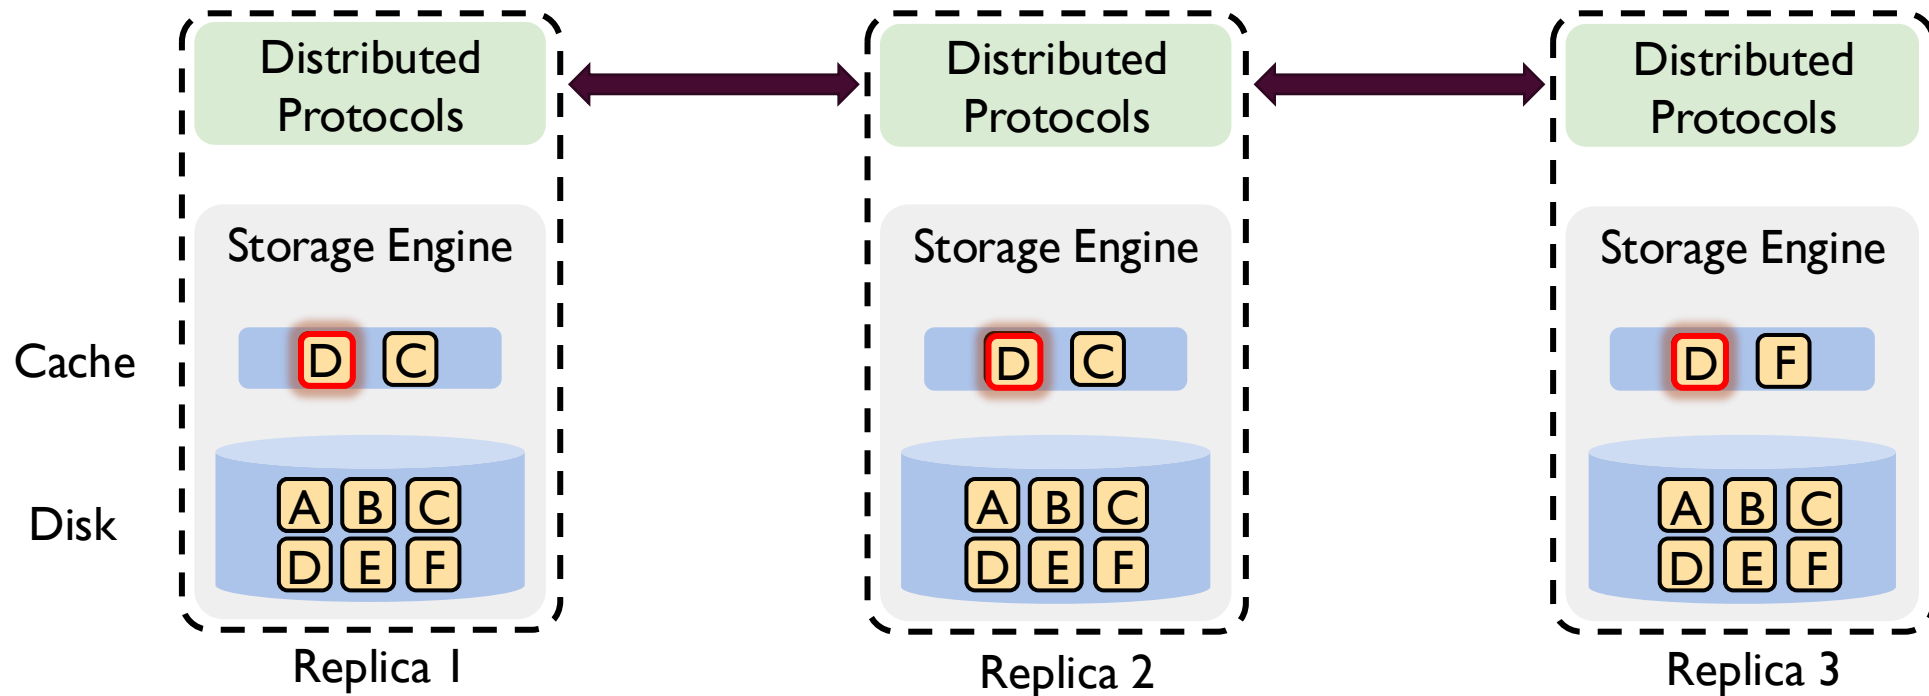 Distributed
Protocols
Distributed
Protocols
Distributed
Protocols
Storage Engine
Storage Engine
Storage Engine
Cache
D C
D C
D F
Disk
A B C
D E F
A B C
D E F
A B C
D E F
Replica 1
Replica 2
Replica 3